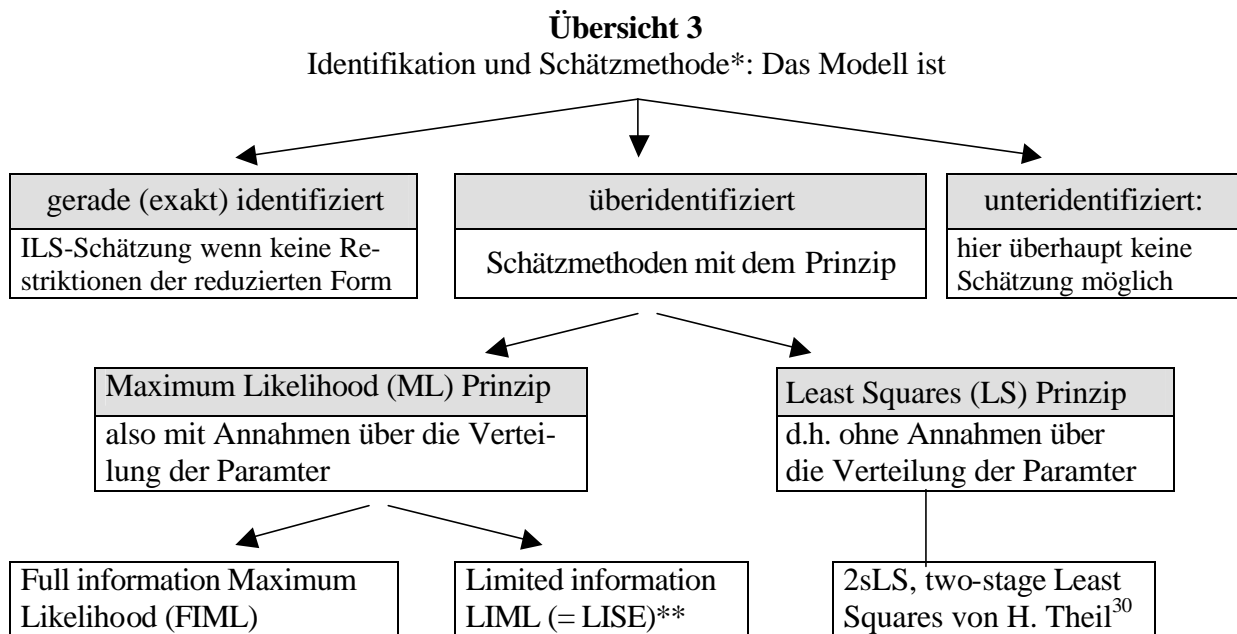 Übersicht 3
Identifikation und Schätzmethode*: Das Modell ist
gerade (exakt) identifiziert
ILS-Schätzung wenn keine Re-
striktionen der reduzierten Form
überidentifiziert
Schätzmethoden mit dem Prinzip
unteridentifiziert:
hier überhaupt keine
Schätzung möglich
Maximum Likelihood (ML) Prinzip
also mit Annahmen über die Vertei-
lung der Paramter
Least Squares (LS) Prinzip
d.h. ohne Annahmen über
die Verteilung der Paramter
Full information Maximum
Likelihood (FIML)
Limited information
LIML (= LISE)**
2sLS, two-stage Least
Squares von H. Theil30